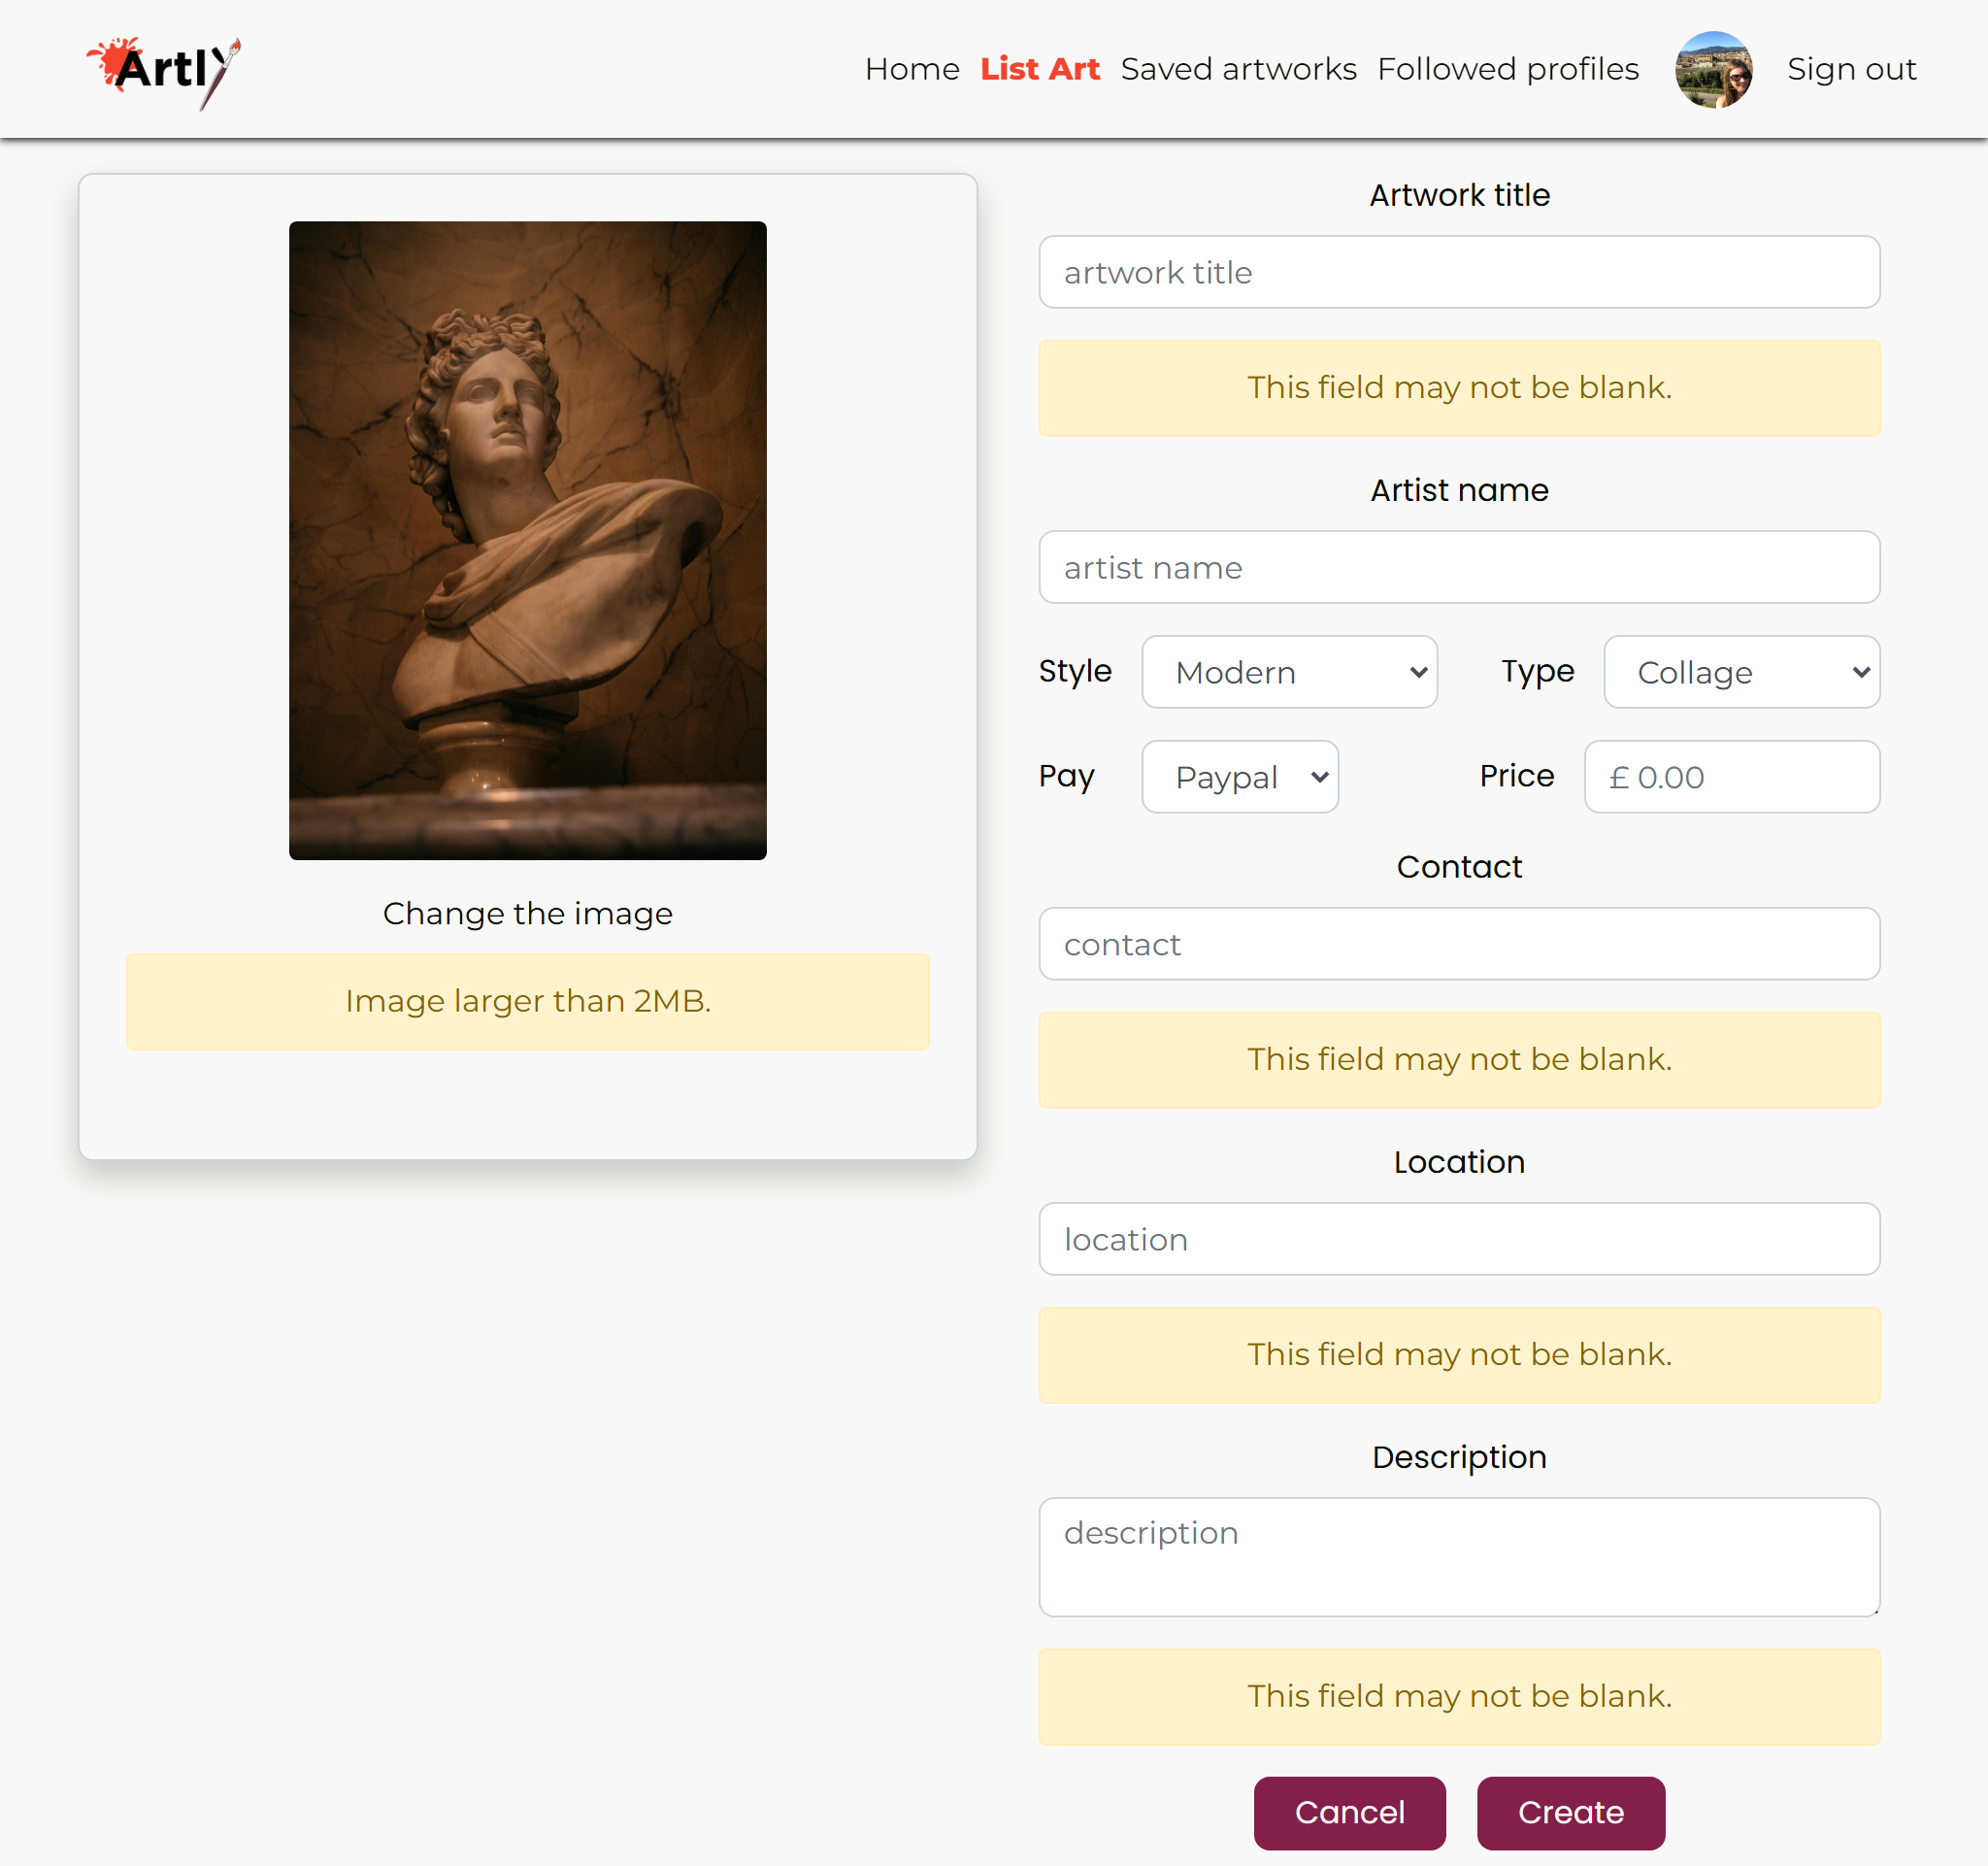 Artly
Home List Art Saved artworks Followed profiles Sign out
Change the image
Image larger than 2MB.
Artwork title
artwork title
This field may not be blank.
Artist name
artist name
Style Modern Type Collage
Pay Paypal Price £ 0.00
Contact
contact
This field may not be blank.
Location
location
This field may not be blank.
Description
description
This field may not be blank.
Cancel Create